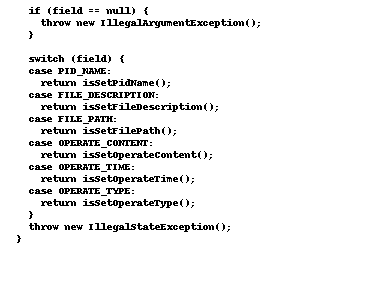 if (field == null) {
throw new IllegalArgumentException();
}
switch (field) {
case PID_NAME:
return isSetPidName();
case FILE_DESCRIPTION:
return isSetFileDescription();
case FILE_PATH:
return isSetFilePath();
case OPERATE_CONTENT:
return isSetOperateContent();
case OPERATE_TIME:
return isSetOperateTime();
case OPERATE_TYPE:
return isSetOperateType();
}
throw new IllegalStateException();
}